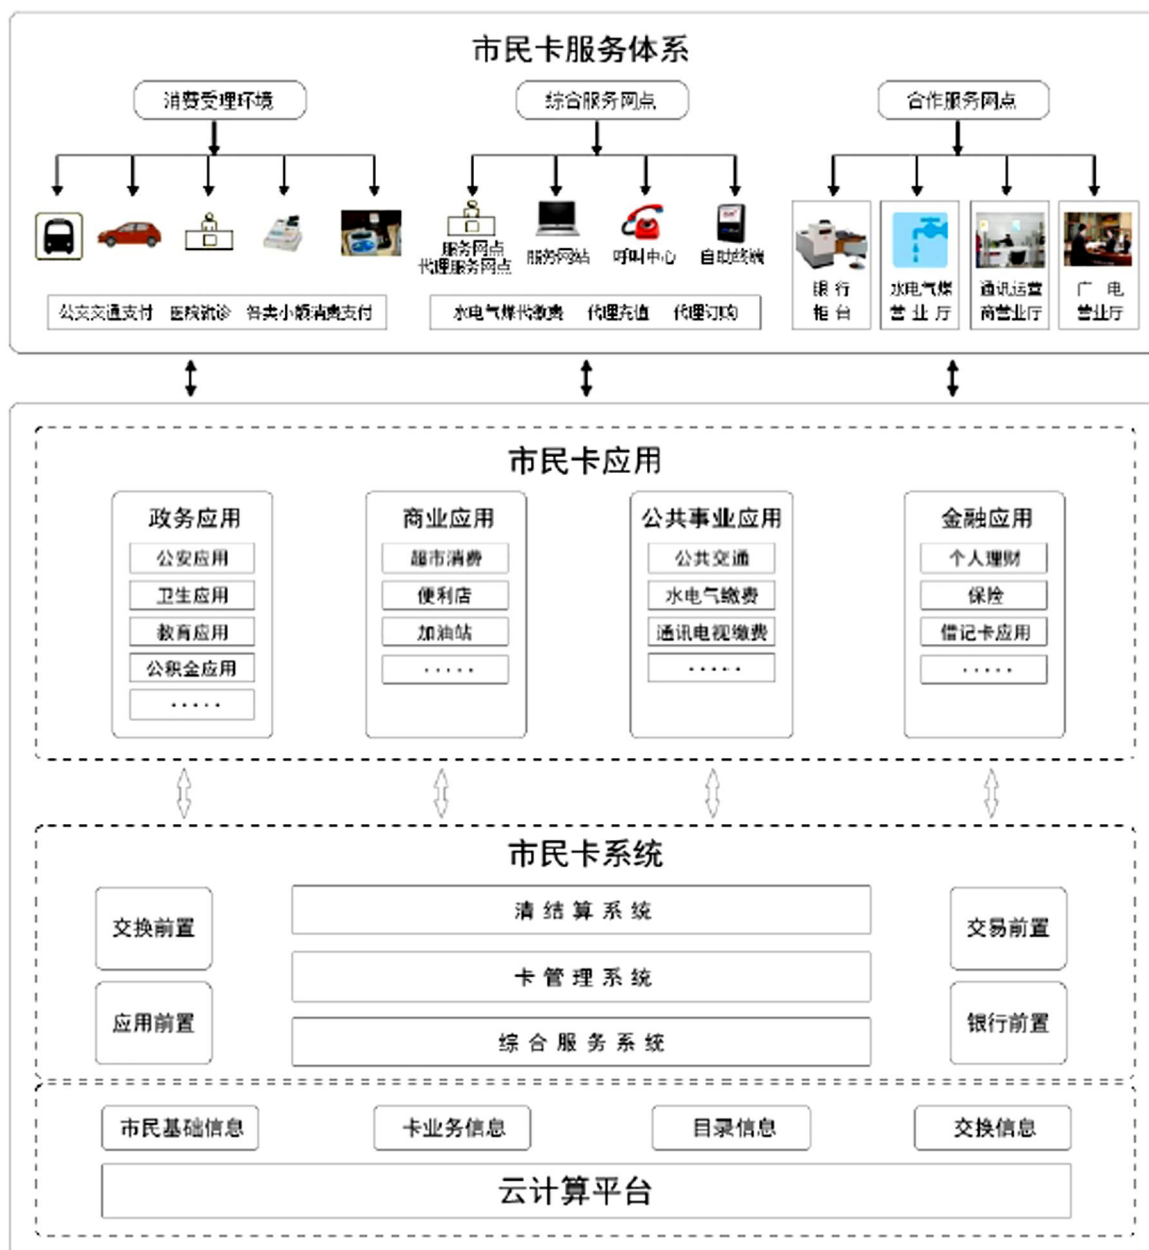 市民卡服务体系
消费受理环境
综合服务网点
合作服务网点
服务网点
代理服务网点
服务网站
呼叫中心
自助终端
银行
柜台
水电气煤
营业厅
通讯运营
商营业厅
广电
营业厅
公交交通支付 医院就诊 各类小额消费支付
水电气煤代缴费 代理充值 代理订购
市民卡应用
政务应用
公安应用
卫生应用
教育应用
公积金应用
·····
商业应用
超市消费
便利店
加油站
·····
公共事业应用
公共交通
水电气缴费
通讯电视缴费
·····
金融应用
个人理财
保险
借记卡应用
·····
市民卡系统
交换前置
应用前置
清结算系统
卡管理系统
综合服务系统
交易前置
银行前置
市民基础信息
卡业务信息
目录信息
交换信息
云计算平台